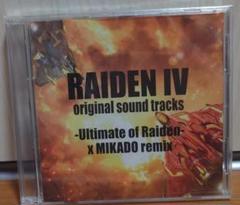 RAIDEN IV
original sound tracks
-Ultimate of Raiden-
x MIKADO remix